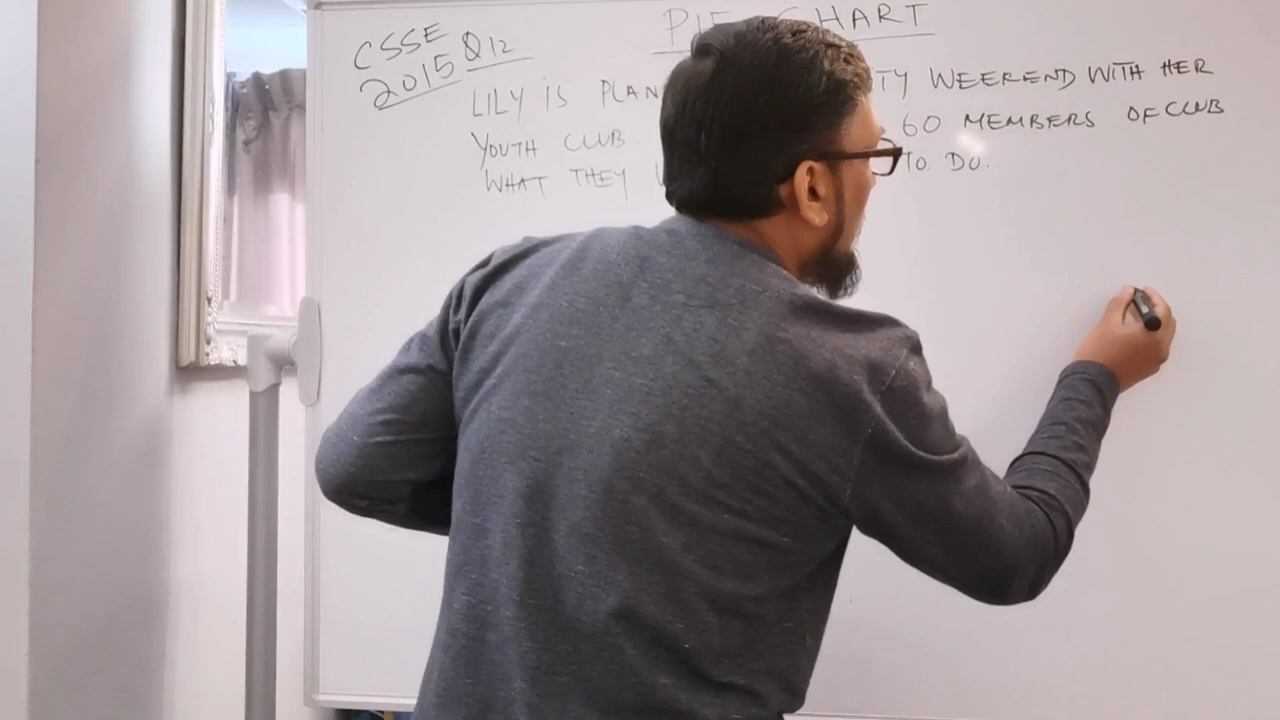 CSSE
2015 Q12
PIE CHART
LILY IS PLAN TY WEEREND WITH HER
YOUTH CLUB. 60 MEMBERS OF CLUB
WHAT THEY TO DO.